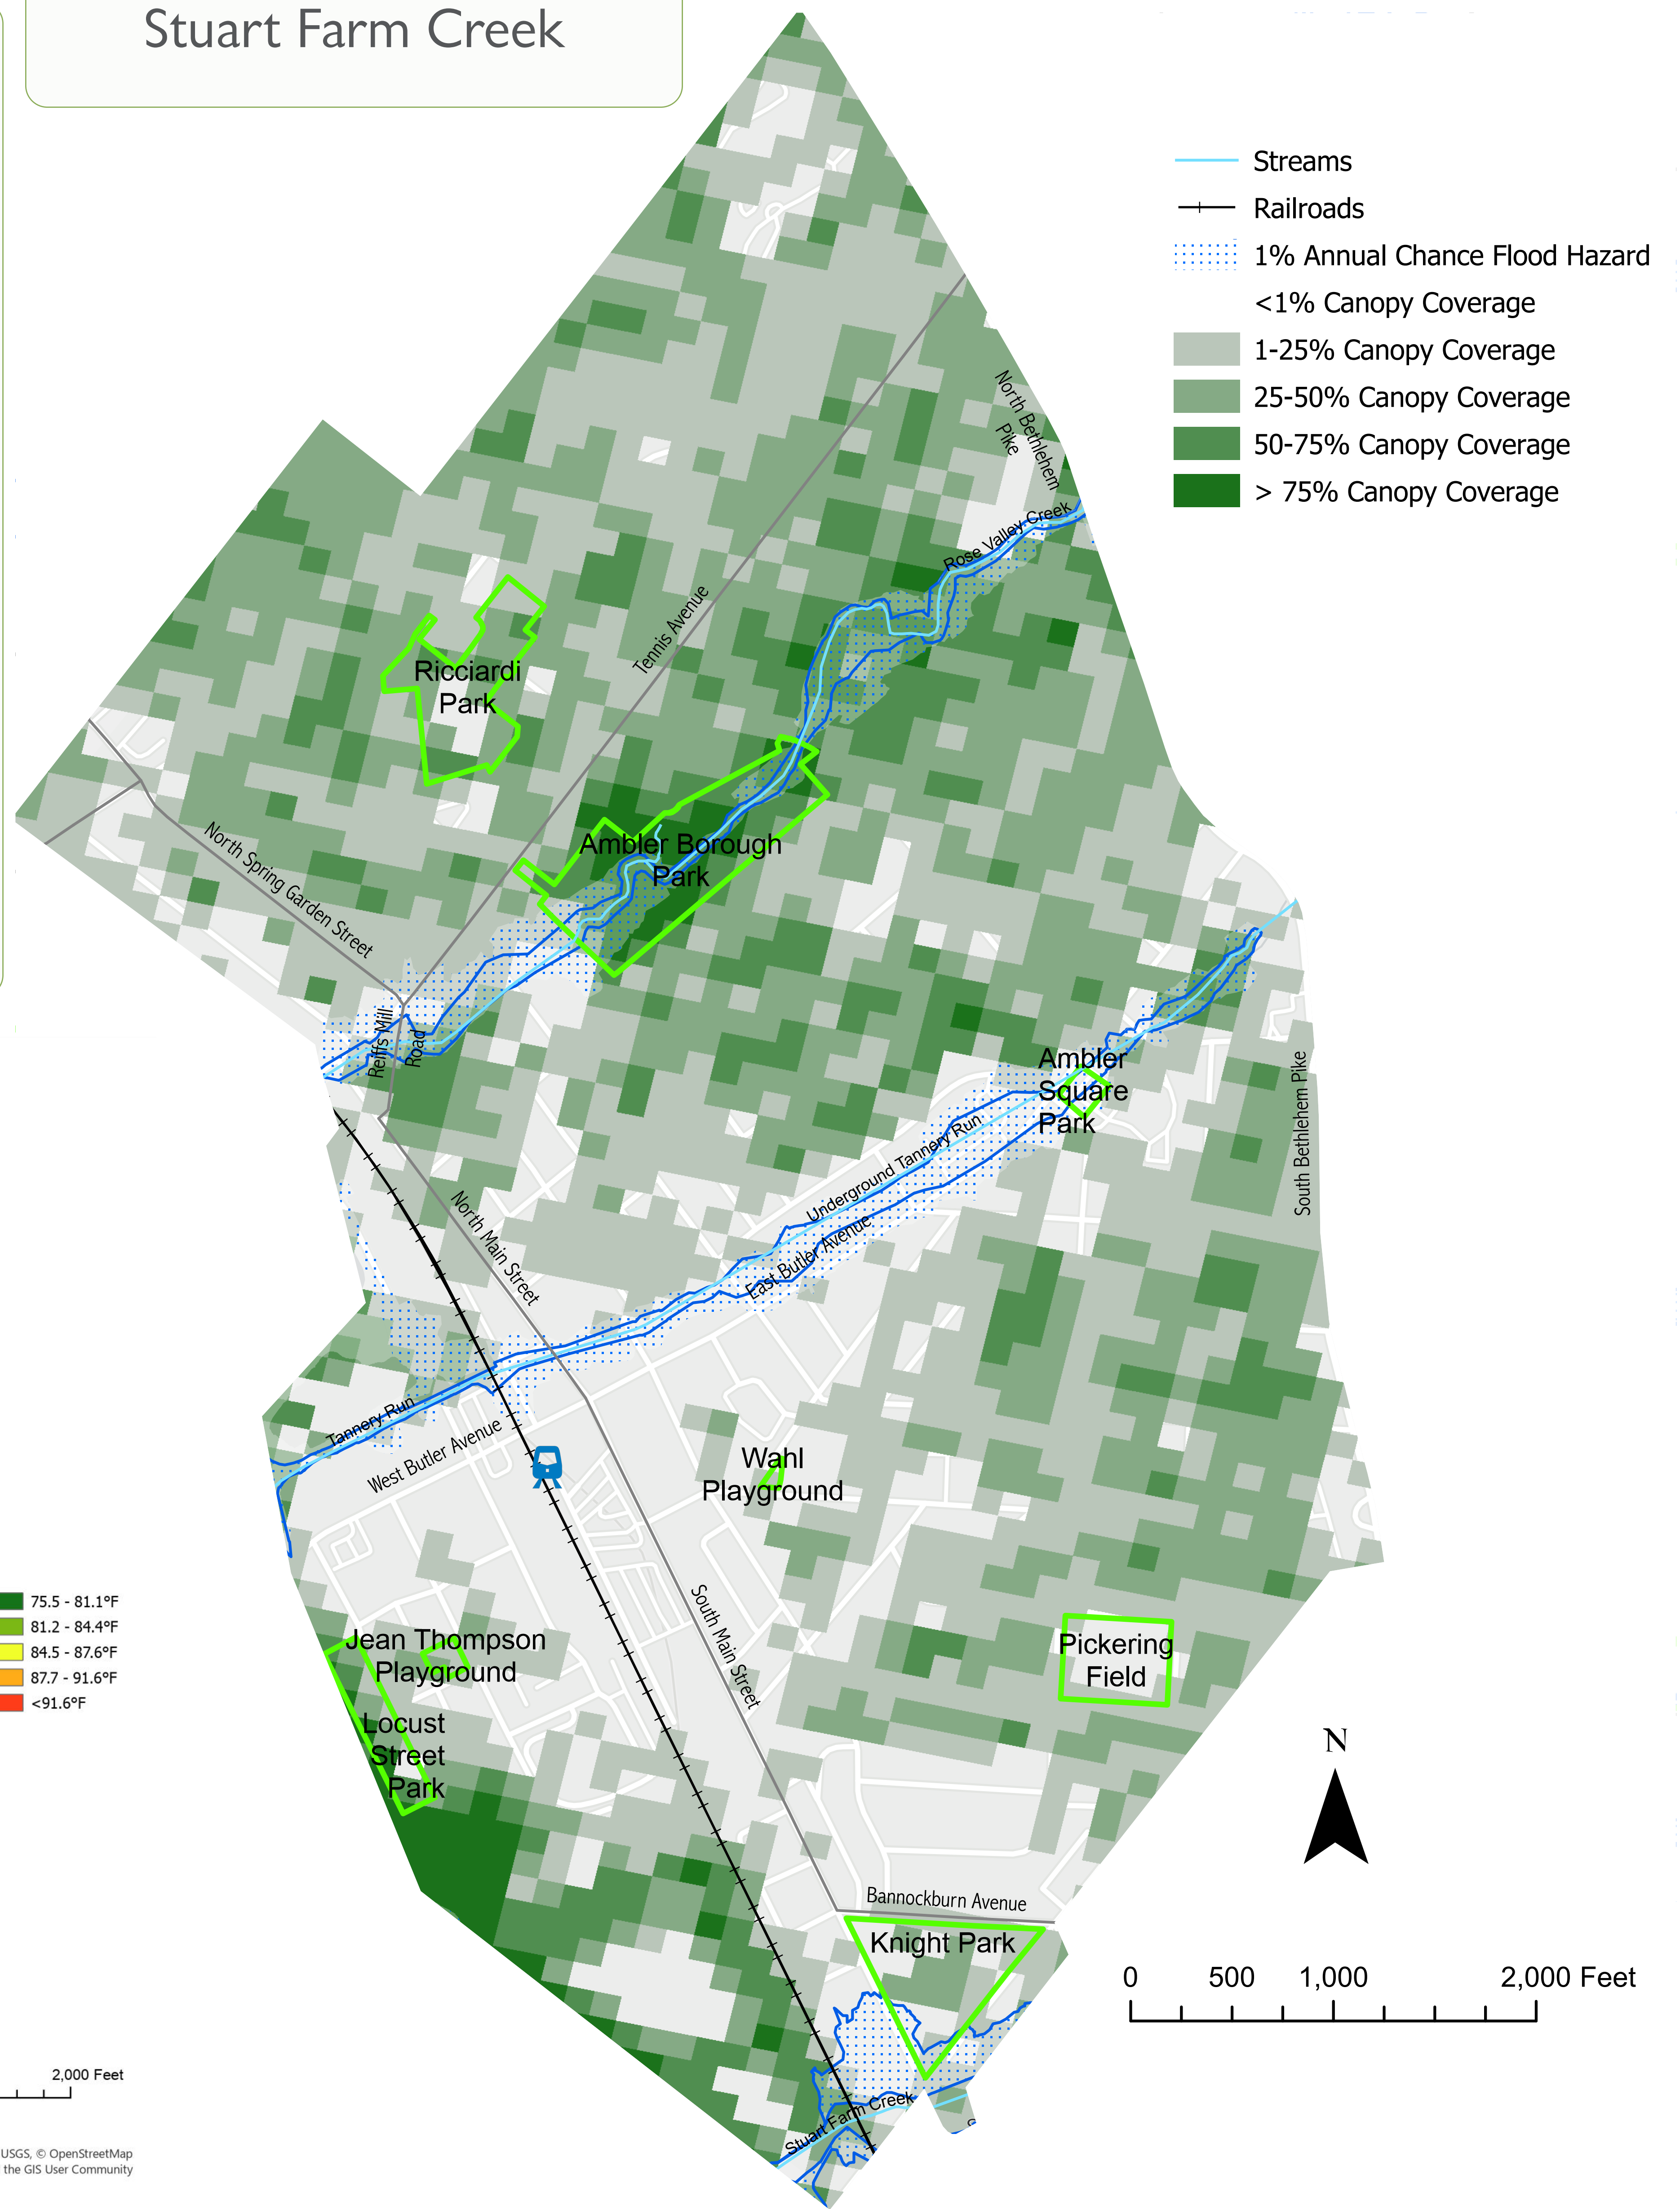 Stuart Farm Creek
Streams
Railroads
1% Annual Chance Flood Hazard
<1% Canopy Coverage
1-25% Canopy Coverage
25-50% Canopy Coverage
50-75% Canopy Coverage
> 75% Canopy Coverage
North Bethlehem
Pike
Rose Valley Creek
Tennis Avenue
Ricciardi
Park
North Spring Garden Street
Ambler Borough
Park
Reiffs Mill
Road
Ambler
Square
Park
South Bethlehem Pike
Underground Tannery Run
East Butler Avenue
North Main Street
Tannery Run
West Butler Avenue
Wahl
Playground
75.5 - 81.1°F
81.2 - 84.4°F
84.5 - 87.6°F
87.7 - 91.6°F
<91.6°F
Jean Thompson
Playground
South Main Street
Pickering
Field
Locust
Street
Park
N
Bannockburn Avenue
Knight Park
0 500 1,000 2,000 Feet
2,000 Feet
Stuart Farm Creek
USGS, © OpenStreetMap
the GIS User Community